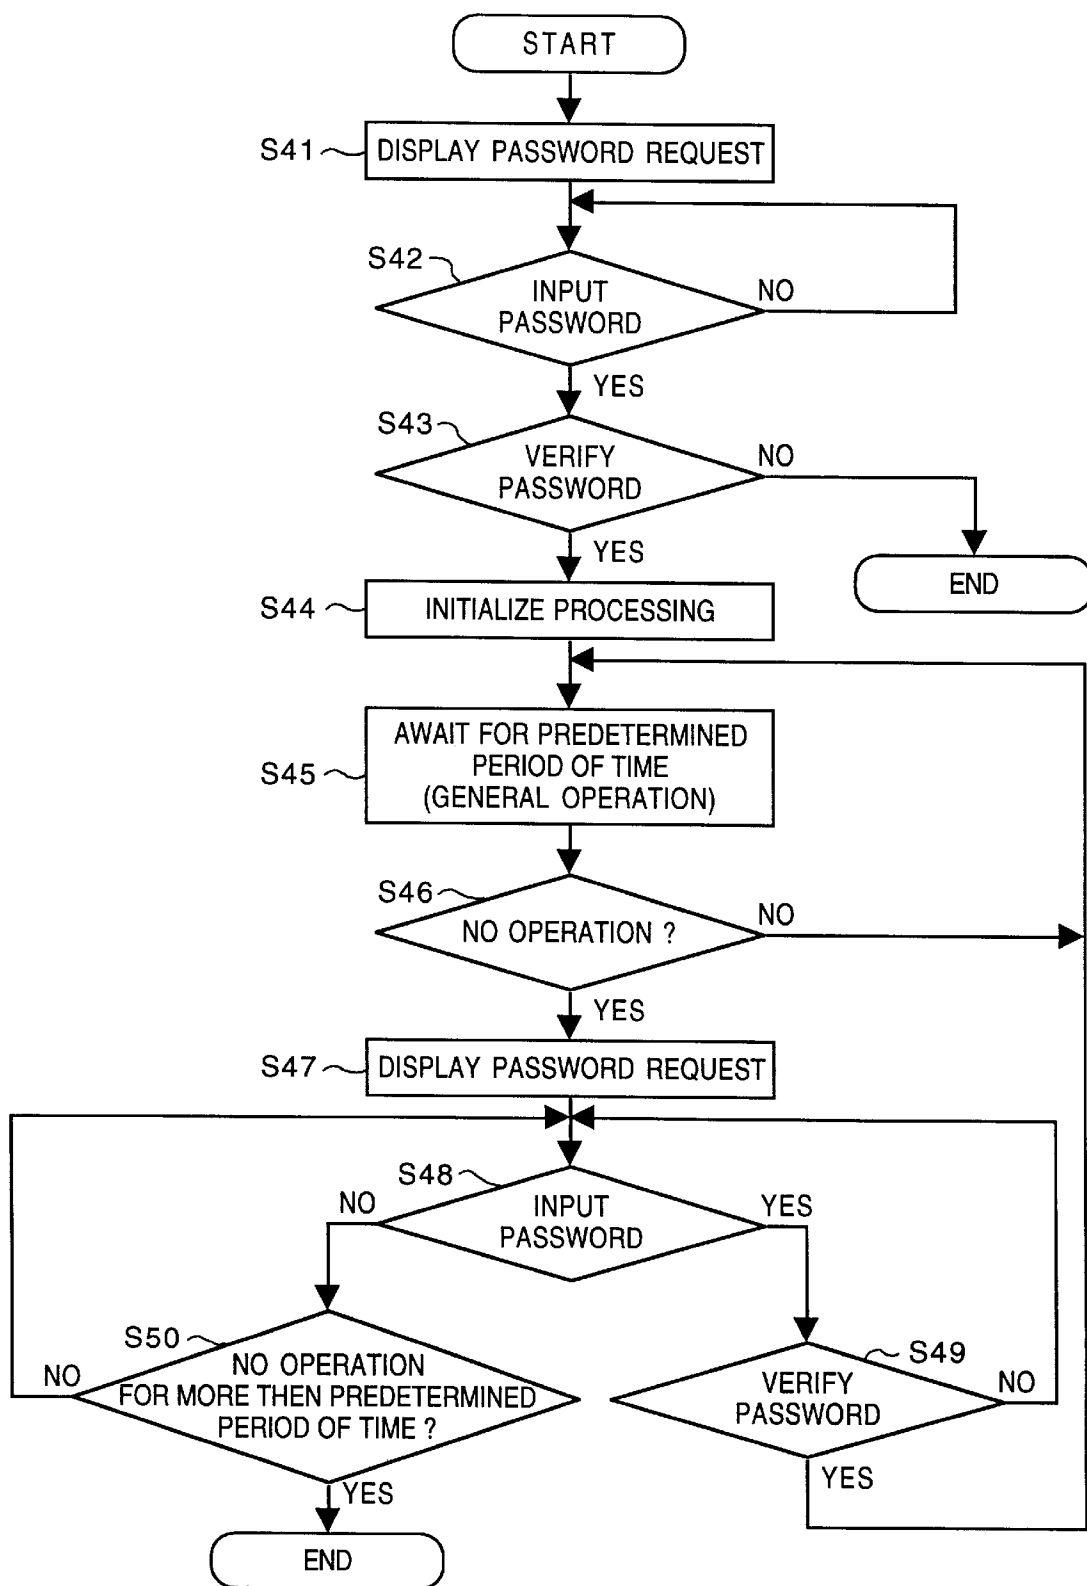 START
S41
DISPLAY PASSWORD REQUEST
S42
INPUT
PASSWORD
NO
YES
S43
VERIFY
PASSWORD
NO
YES
END
S44
INITIALIZE PROCESSING
S45
AWAIT FOR PREDETERMINED
PERIOD OF TIME
(GENERAL OPERATION)
S46
NO OPERATION ?
NO
YES
S47
DISPLAY PASSWORD REQUEST
S48
INPUT
PASSWORD
NO
YES
S50
NO OPERATION
FOR MORE THEN PREDETERMINED
PERIOD OF TIME ?
NO
YES
S49
VERIFY
PASSWORD
NO
YES
END